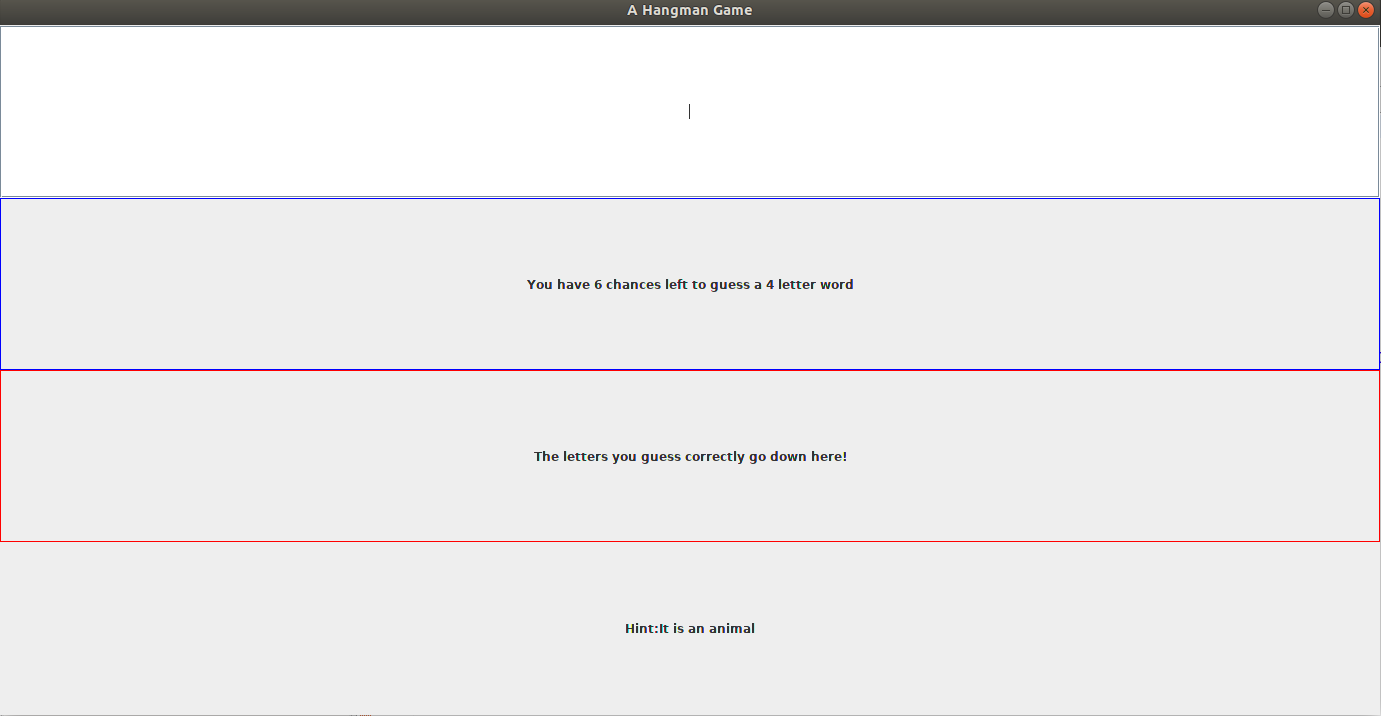 A Hangman Game
You have 6 chances left to guess a 4 letter word
The letters you guess correctly go down here!
Hint:It is an animal